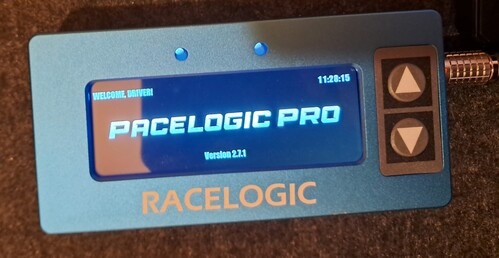 WELCOME, DRIVER! 11:28:15
PACELOGIC PRO
Version 2.7.1
RACELOGIC